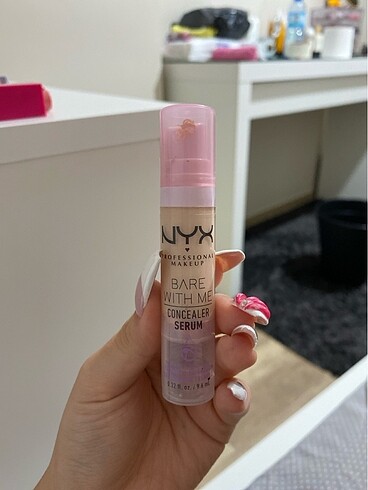 NYX
PROFESSIONAL
MAKEUP
BARE
WITH ME
CONCEALER
SERUM